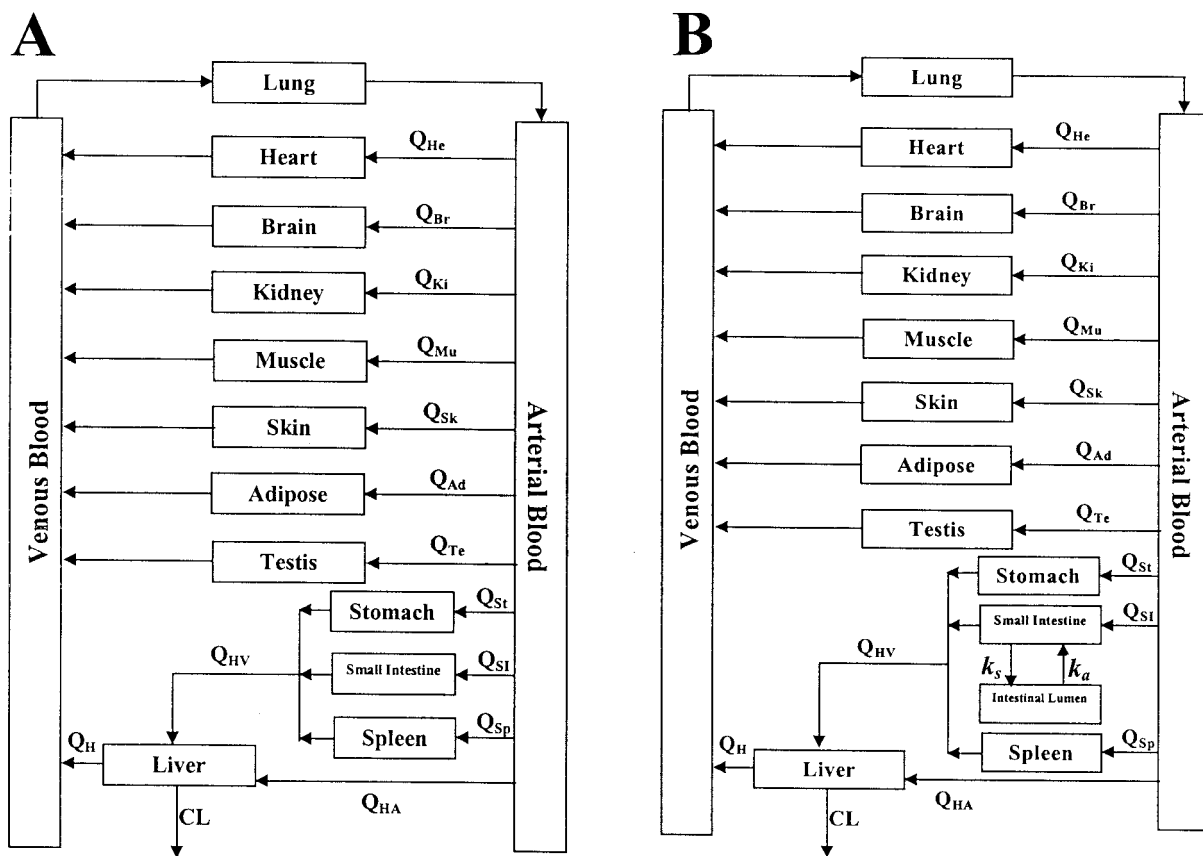 A
Lung
Heart
Q_He
Brain
Q_Br
Kidney
Q_Ki
Muscle
Q_Mu
Skin
Q_Sk
Adipose
Q_Ad
Testis
Q_Te
Stomach
Q_St
Small Intestine
Q_SI
Spleen
Q_Sp
Q_HV
Q_H
Liver
Q_HA
CL
Venous Blood
Arterial Blood
B
Lung
Heart
Q_He
Brain
Q_Br
Kidney
Q_Ki
Muscle
Q_Mu
Skin
Q_Sk
Adipose
Q_Ad
Testis
Q_Te
Stomach
Q_St
Small Intestine
Q_SI
k_s
k_a
Intestinal Lumen
Spleen
Q_Sp
Q_HV
Q_H
Liver
Q_HA
CL
Venous Blood
Arterial Blood